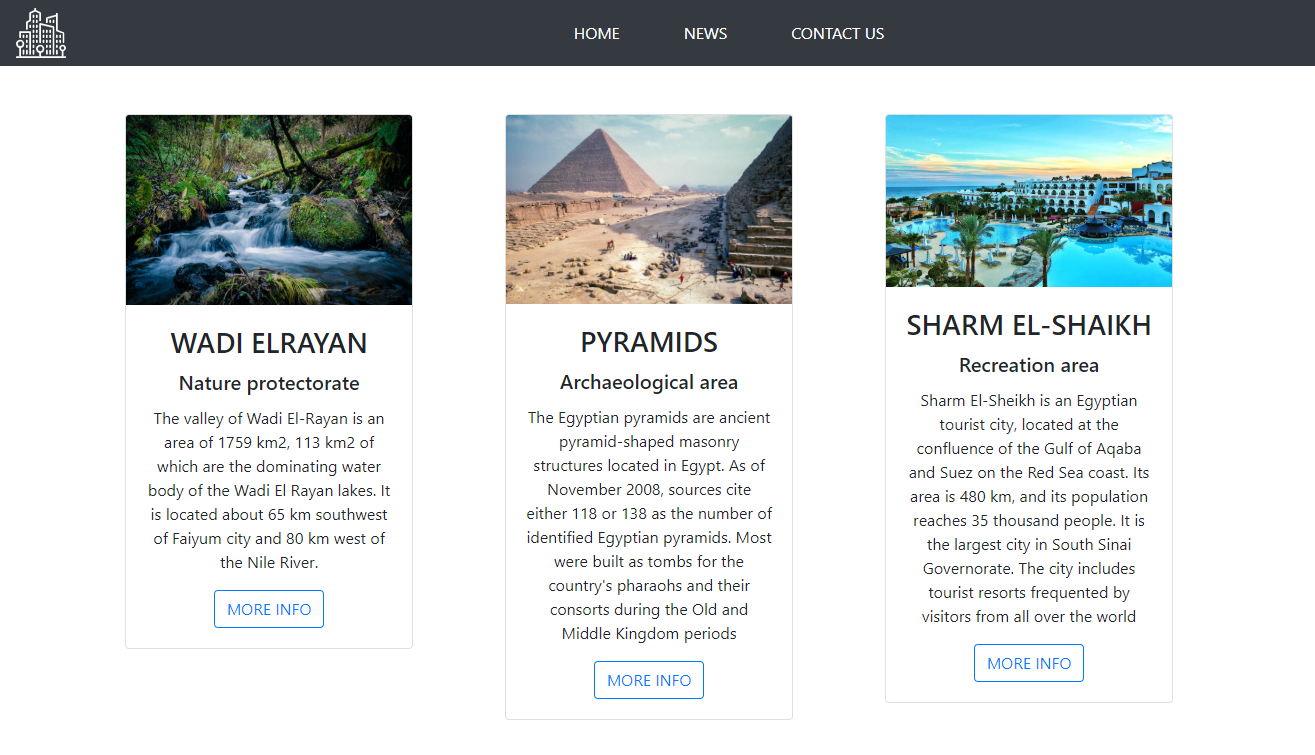 HOME NEWS CONTACT US
WADI ELRAYAN
Nature protectorate
The valley of Wadi El-Rayan is an
area of 1759 km2, 113 km2 of
which are the dominating water
body of the Wadi El Rayan lakes. It
is located about 65 km southwest
of Faiyum city and 80 km west of
the Nile River.
MORE INFO
PYRAMIDS
Archaeological area
The Egyptian pyramids are ancient
pyramid-shaped masonry
structures located in Egypt. As of
November 2008, sources cite
either 118 or 138 as the number of
identified Egyptian pyramids. Most
were built as tombs for the
country's pharaohs and their
consorts during the Old and
Middle Kingdom periods
MORE INFO
SHARM EL-SHAIKH
Recreation area
Sharm El-Sheikh is an Egyptian
tourist city, located at the
confluence of the Gulf of Aqaba
and Suez on the Red Sea coast. Its
area is 480 km, and its population
reaches 35 thousand people. It is
the largest city in South Sinai
Governorate. The city includes
tourist resorts frequented by
visitors from all over the world
MORE INFO